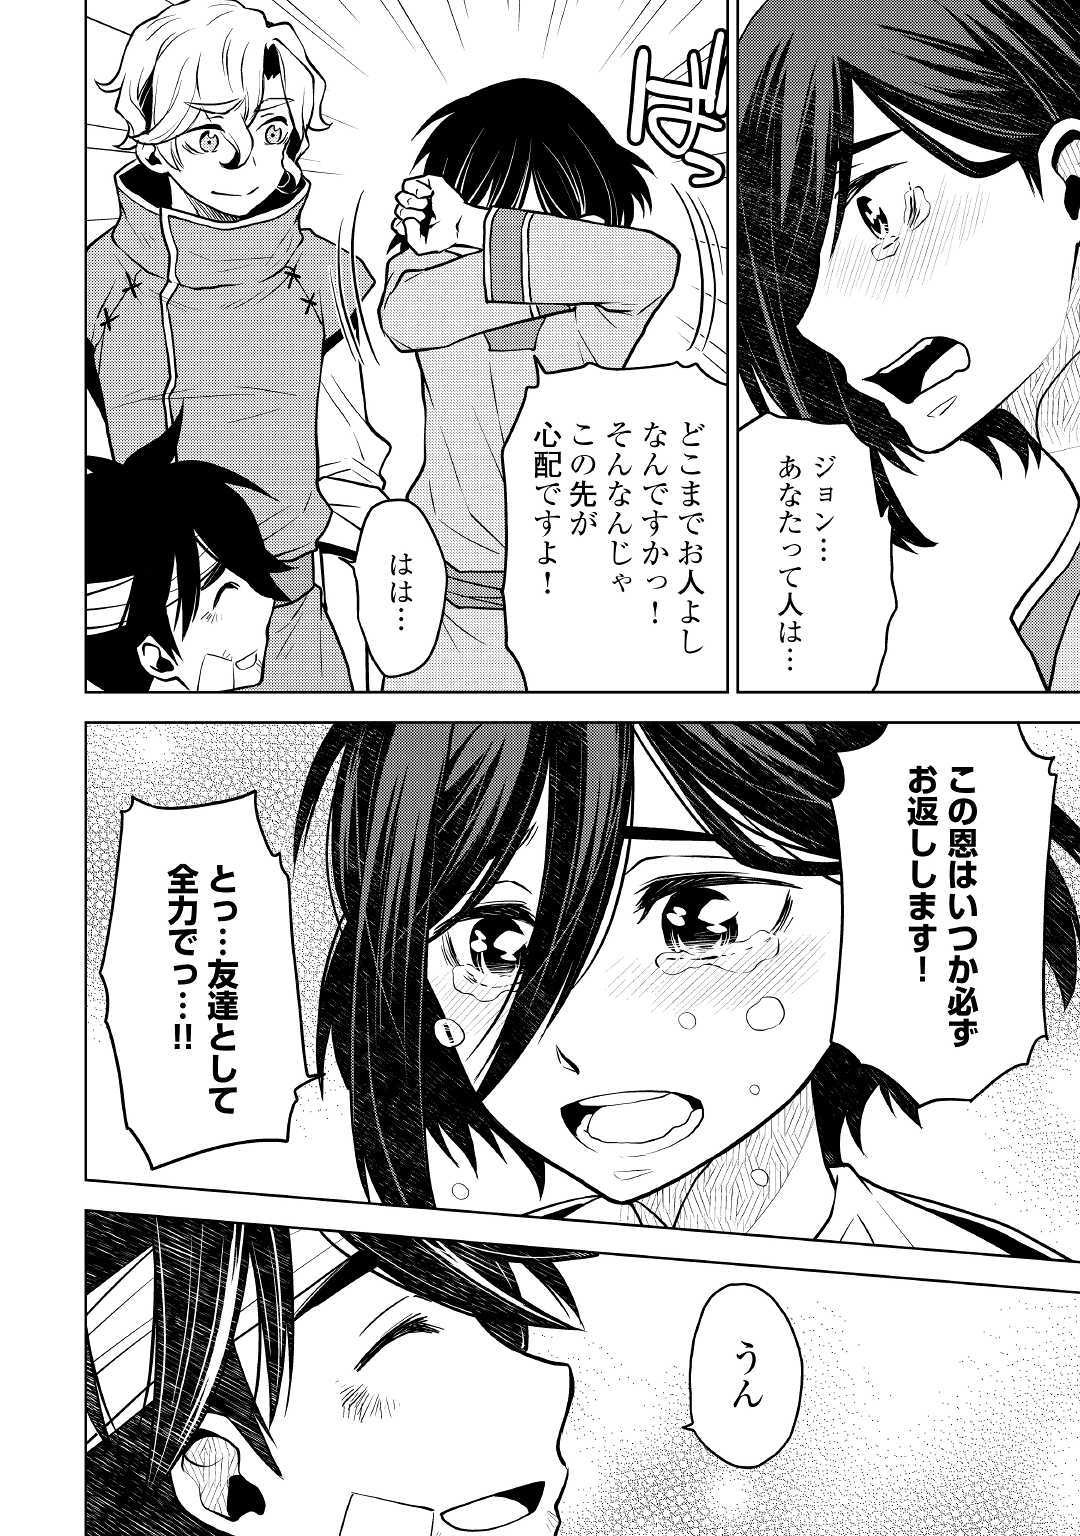 ジョン…
あなたって人は…
ぎゅっ
どこまでお人よし
なんですかっ！
そんなんじゃ
この先が
心配ですよ！
はは…
この恩はいつか必ず
お返しします！
とっ…友達として
全力でっ…!!
うん